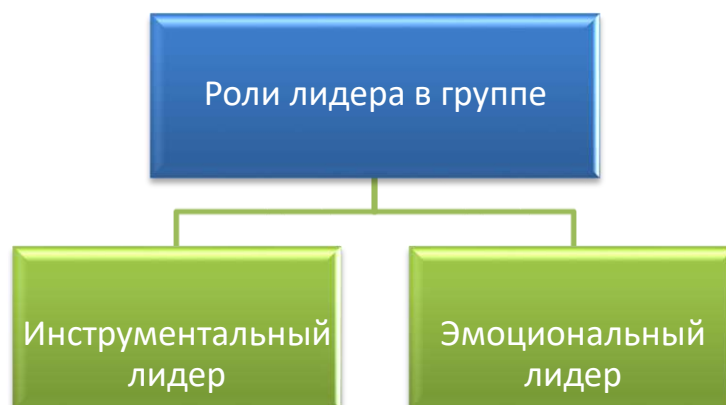 Роли лидера в группе
Инструментальный
лидер
Эмоциональный
лидер